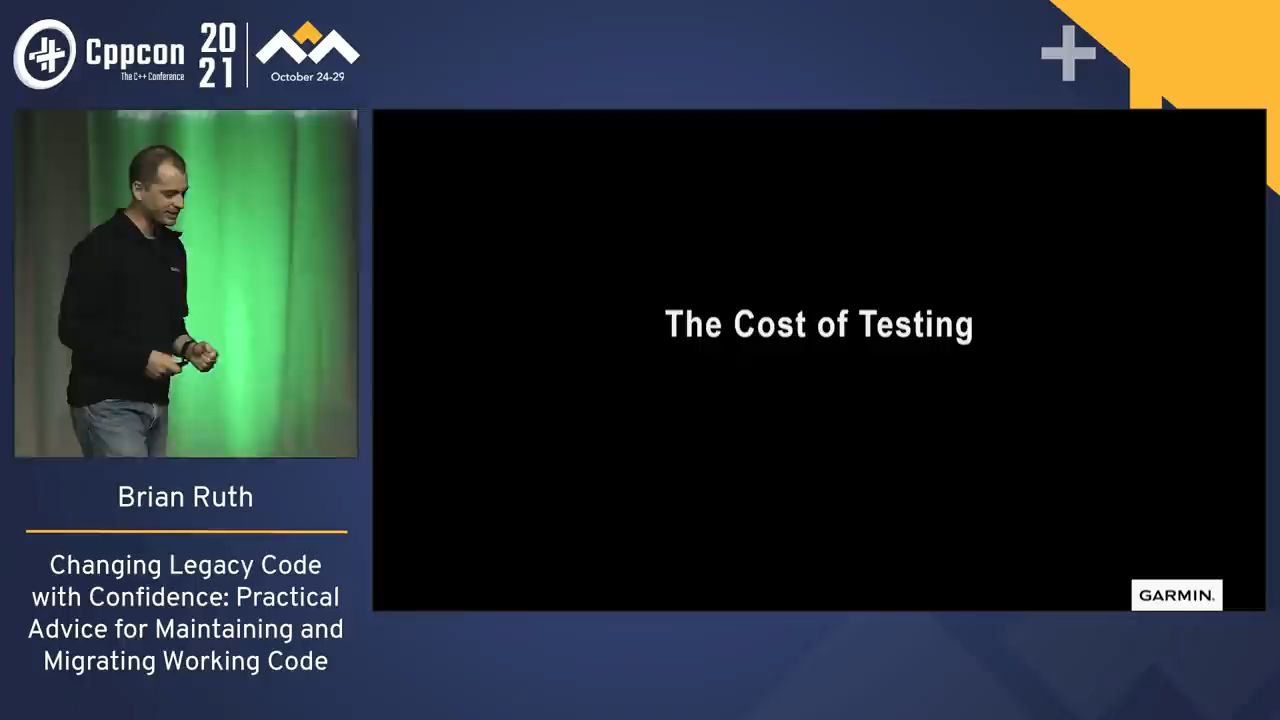 Cppcon
The C++ Conference
20
21
October 24-29
The Cost of Testing
GARMIN.
Brian Ruth
Changing Legacy Code
with Confidence: Practical
Advice for Maintaining and
Migrating Working Code